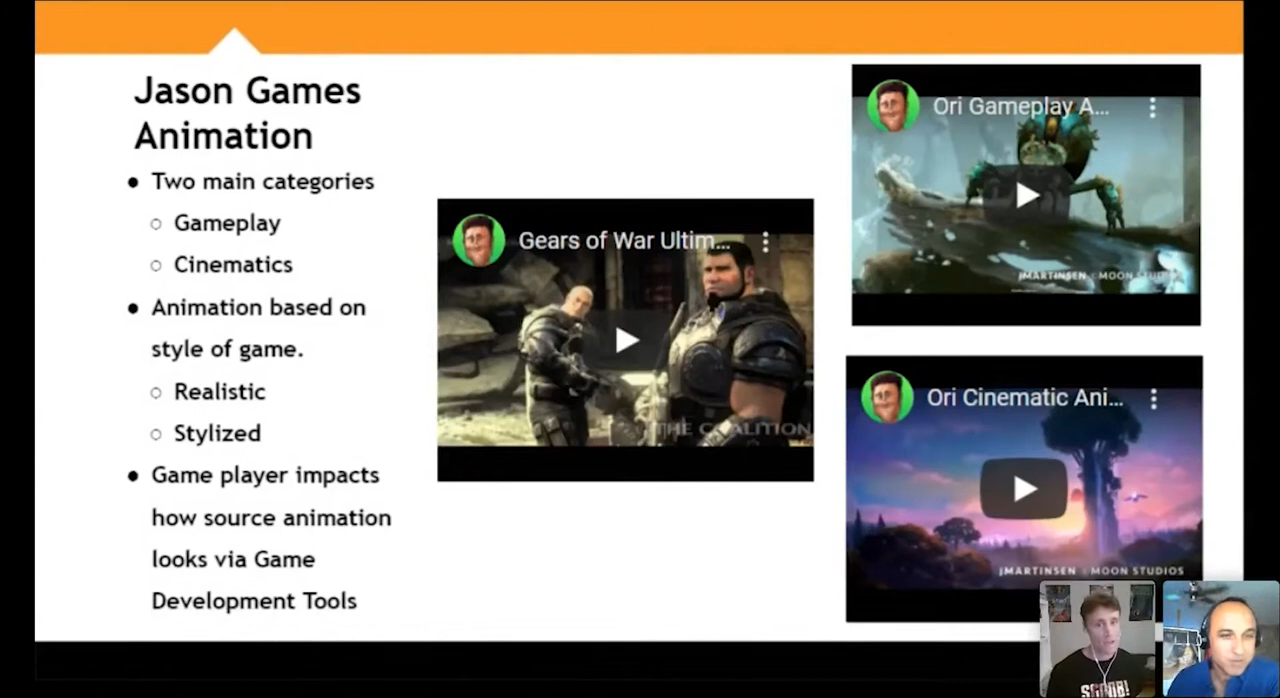 Jason Games
Animation
● Two main categories
○ Gameplay
○ Cinematics
● Animation based on
style of game.
○ Realistic
○ Stylized
● Game player impacts
how source animation
looks via Game
Development Tools
Gears of War Ultim...
THE COALITION
Ori Gameplay A...
JMARTINSEN MOON STUDIOS
Ori Cinematic Ani...
JMARTINSEN MOON STUDIOS
SCOOB!